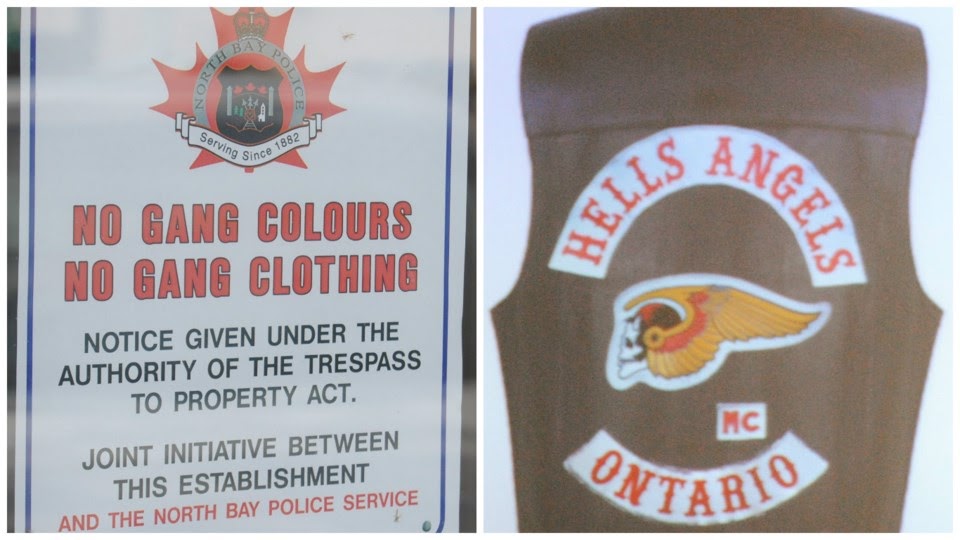 NORTH BAY POLICE
Serving Since 1882
NO GANG COLOURS
NO GANG CLOTHING
NOTICE GIVEN UNDER THE
AUTHORITY OF THE TRESPASS
TO PROPERTY ACT.
JOINT INITIATIVE BETWEEN
THIS ESTABLISHMENT
AND THE NORTH BAY POLICE SERVICE
HELLS ANGELS
MC
ONTARIO